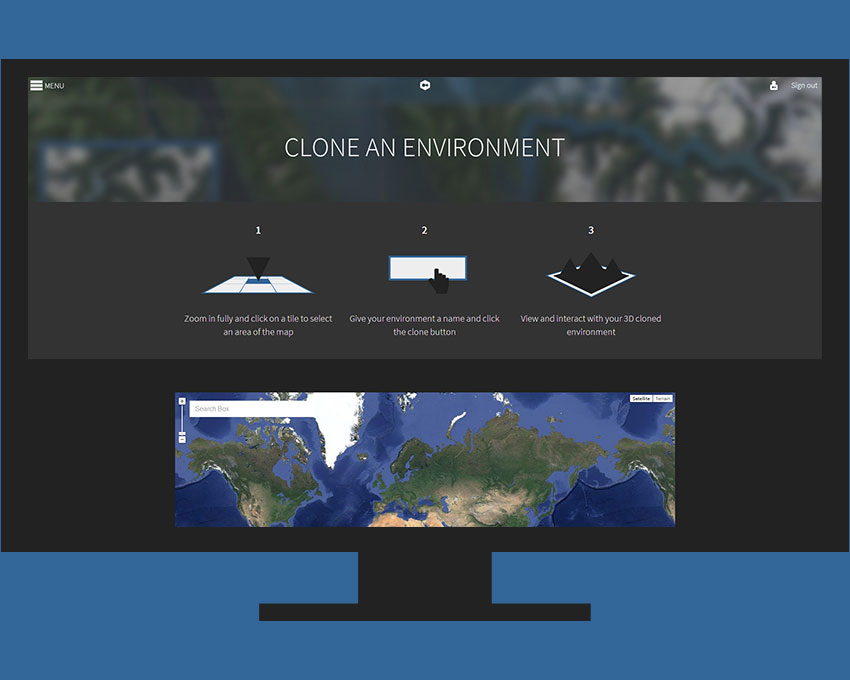 MENU
Sign out
CLONE AN ENVIRONMENT
1
2
3
Zoom in fully and click on a tile to select
an area of the map
Give your environment a name and click
the clone button
View and interact with your 3D cloned
environment
Search Box
Satellite
Terrain